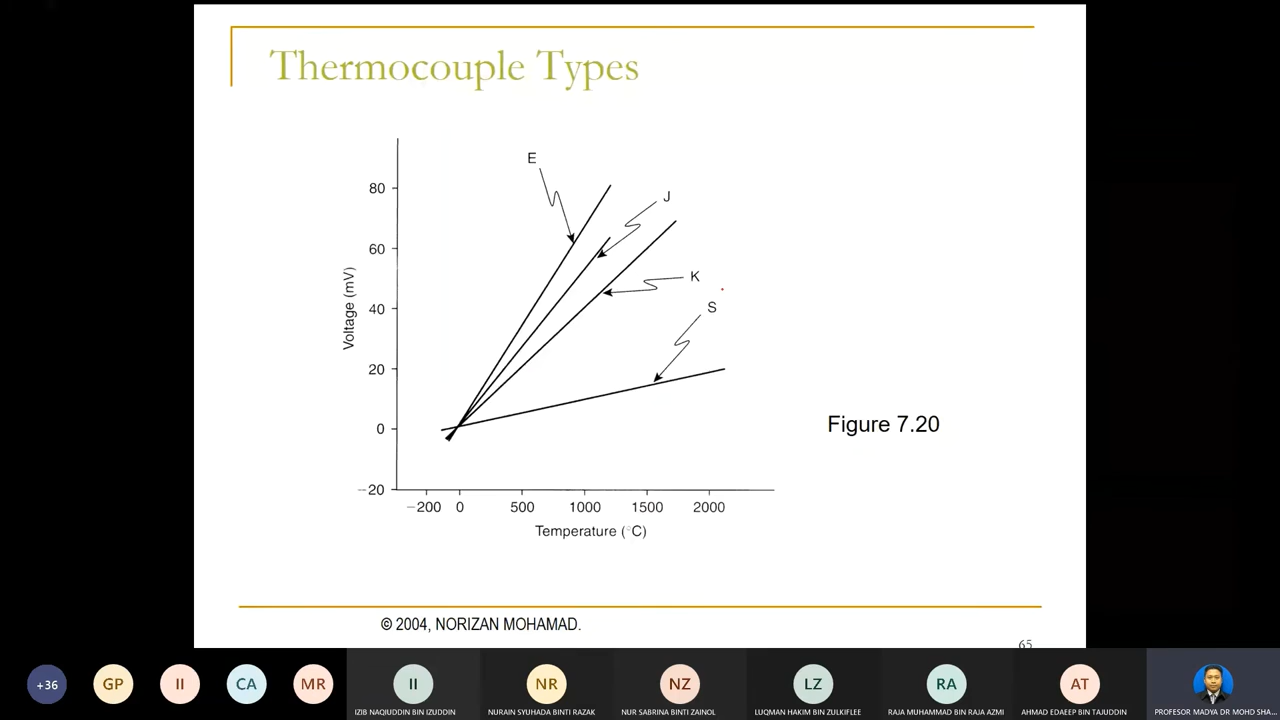 Thermocouple Types
E
J
K
S
80
60
40
20
0
−20
Voltage (mV)
−200 0 500 1000 1500 2000
Temperature (°C)
Figure 7.20
© 2004, NORIZAN MOHAMAD.
65
+36
GP
II
CA
MR
II
NR
NZ
LZ
RA
AT
IZIB NAQIUDDIN BIN IZUDDIN
NURAIN SYUHADA BINTI RAZAK
NUR SABRINA BINTI ZAINOL
LUQMAN HAKIM BIN ZULKIFLEE
RAJA MUHAMMAD BIN RAJA AZMI
AHMAD EDAEEP BIN TAJUDDIN
PROFESOR MADYA DR MOHD SHA...